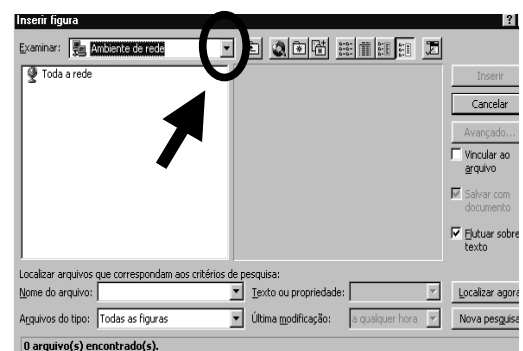 Inserir figura
Examinar: Ambiente de rede
Toda a rede
Inserir
Cancelar
Avançado...
Vincular ao
arquivo
Salvar com
documento
Flutuar sobre
texto
Localizar arquivos que correspondam aos critérios de pesquisa:
Nome do arquivo: Texto ou propriedade: Localizar agora
Arquivos do tipo: Todas as figuras Última modificação: a qualquer hora Nova pesquisa
0 arquivo(s) encontrado(s).